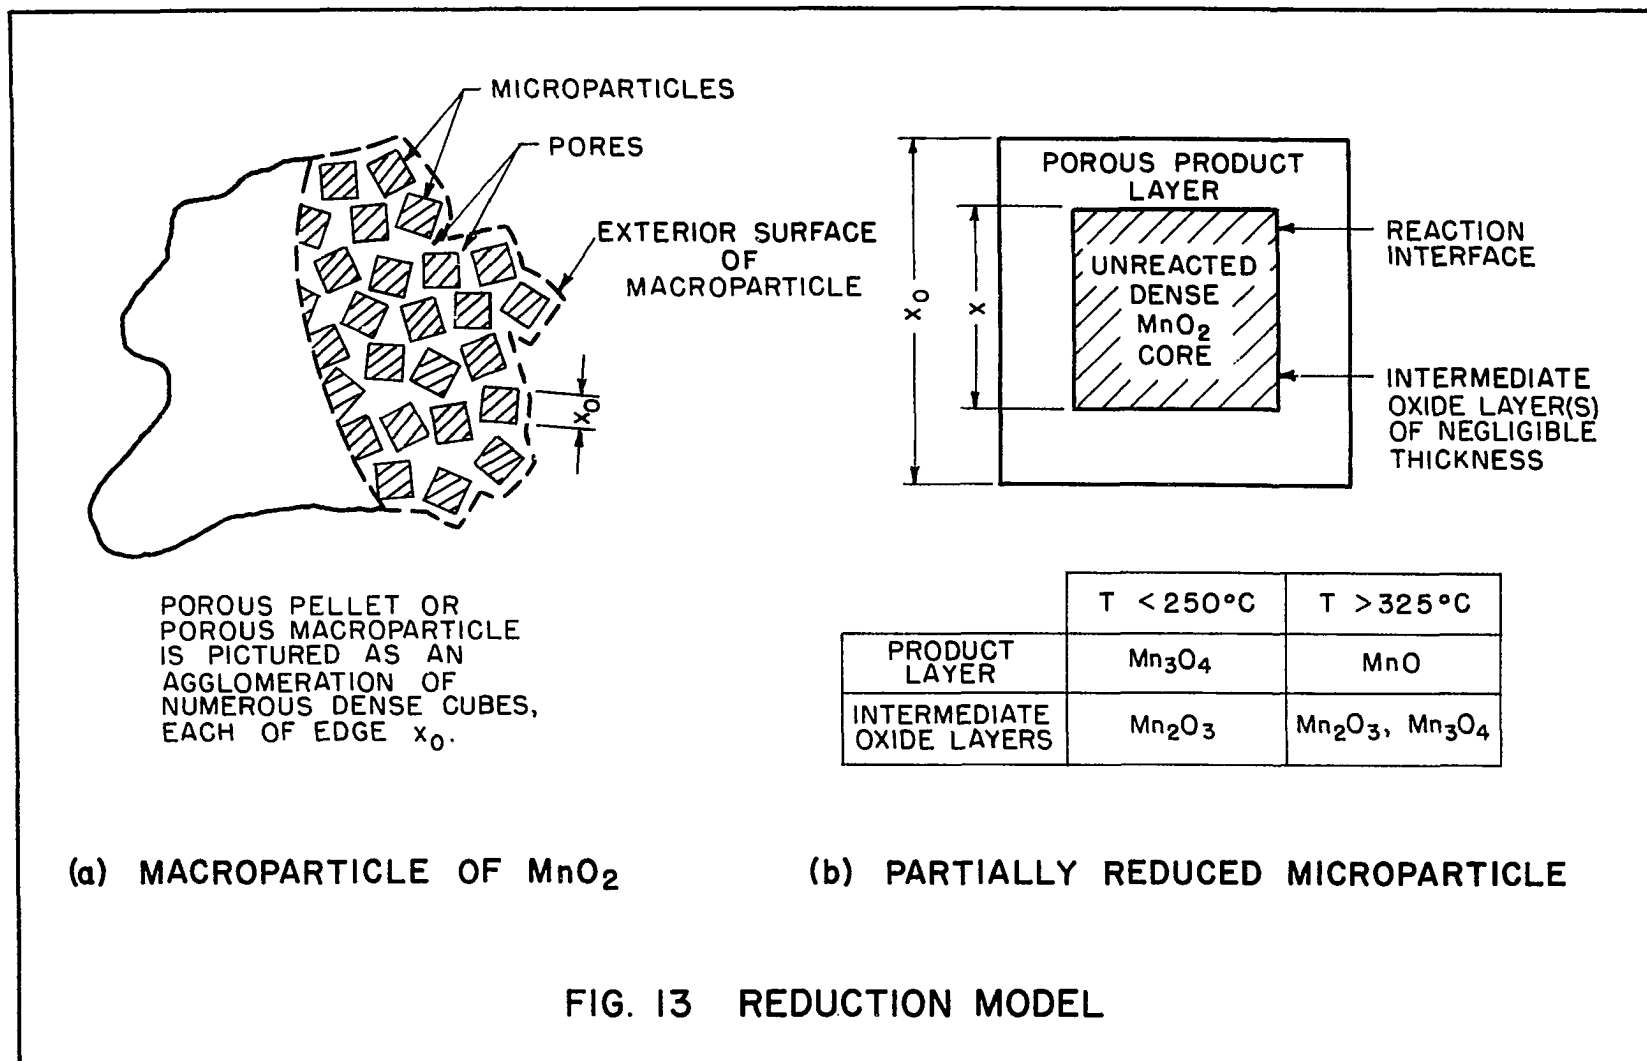 MICROPARTICLES
PORES
EXTERIOR SURFACE
OF
MACROPARTICLE
x₀
POROUS PELLET OR
POROUS MACROPARTICLE
IS PICTURED AS AN
AGGLOMERATION OF
NUMEROUS DENSE CUBES,
EACH OF EDGE x₀.
(a) MACROPARTICLE OF MnO₂
POROUS PRODUCT
LAYER
x₀
x
UNREACTED
DENSE
MnO₂
CORE
REACTION
INTERFACE
INTERMEDIATE
OXIDE LAYER(S)
OF NEGLIGIBLE
THICKNESS
T <250°C T >325°C
PRODUCT
LAYER
Mn₃O₄ MnO
INTERMEDIATE
OXIDE LAYERS
Mn₂O₃ Mn₂O₃, Mn₃O₄
(b) PARTIALLY REDUCED MICROPARTICLE
FIG. 13 REDUCTION MODEL